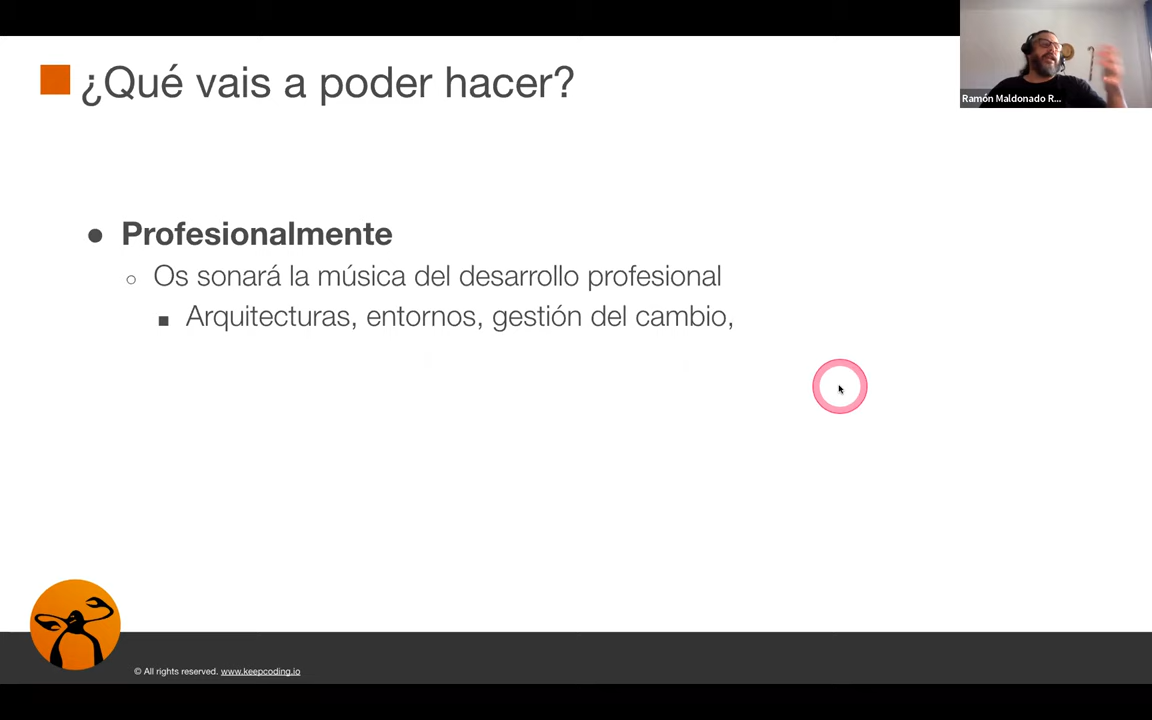 ¿Qué vais a poder hacer?
Ramón Maldonado R...
● Profesionalmente
○ Os sonará la música del desarrollo profesional
■ Arquitecturas, entornos, gestión del cambio,
© All rights reserved. www.keepcoding.io